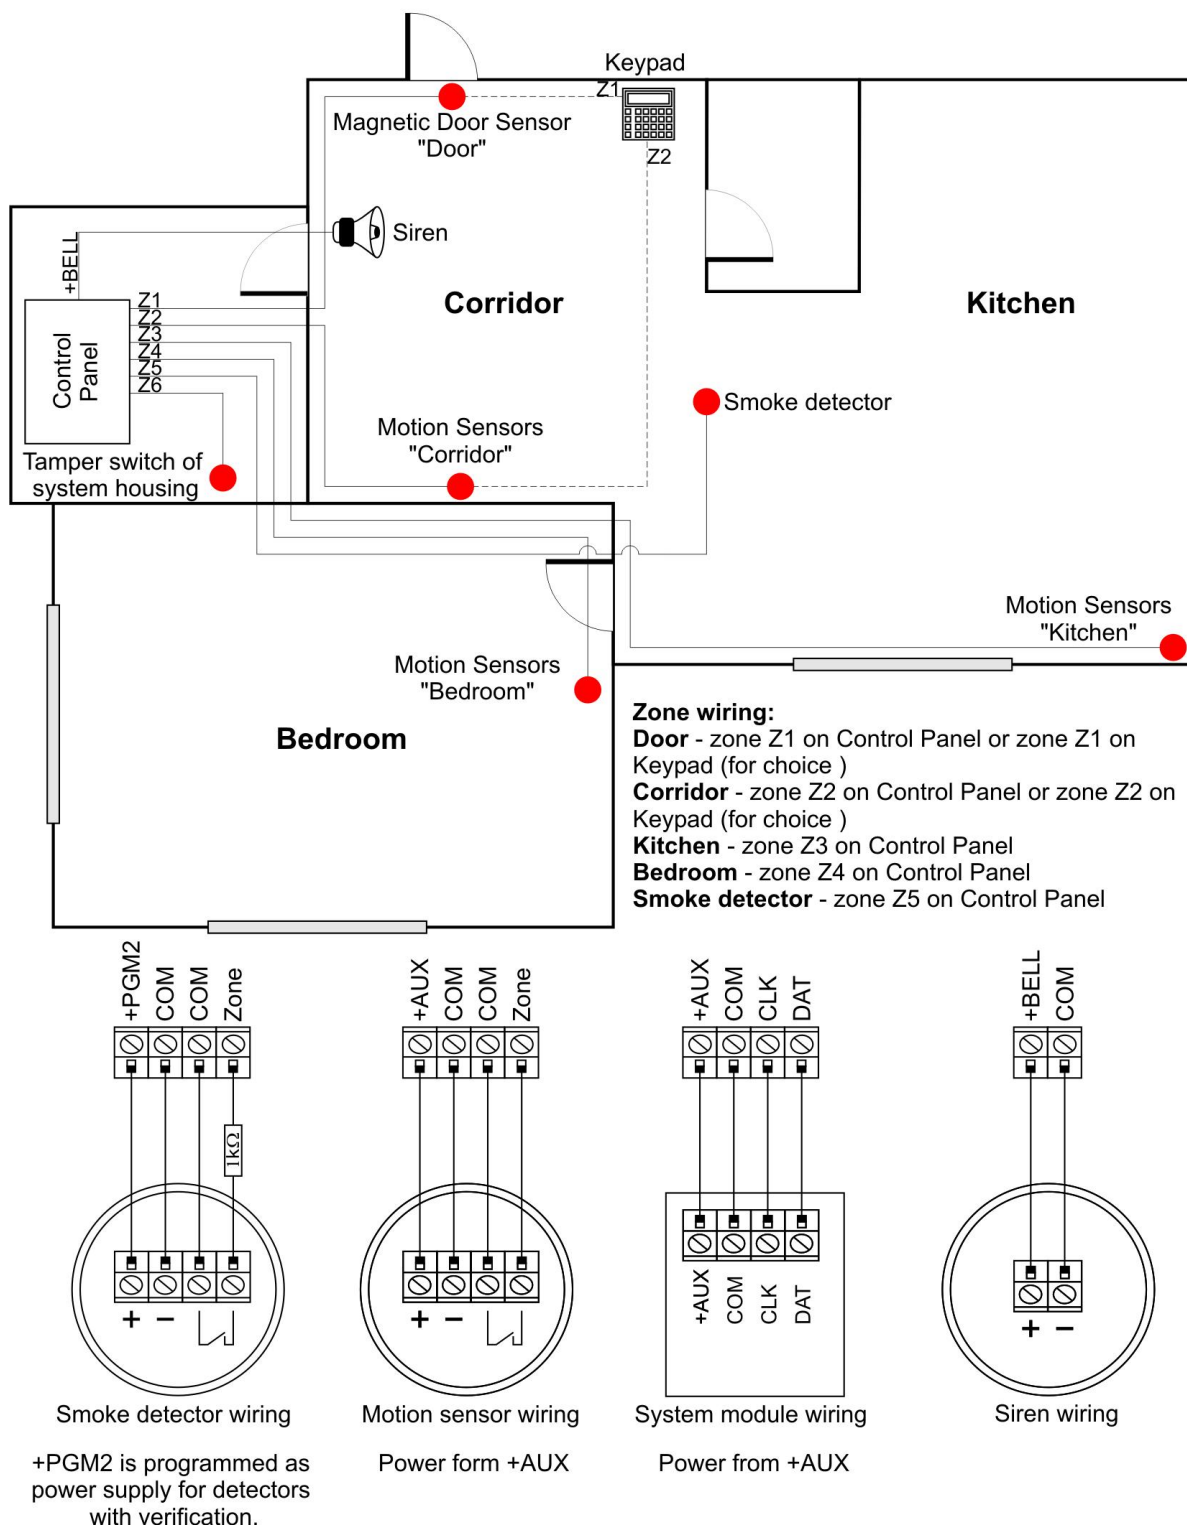 Keypad
Z1
Magnetic Door Sensor
"Door"
Z2
+BELL
Siren
Corridor
Kitchen
Control
Panel
Z1
Z2
Z3
Z4
Z5
Z6
Smoke detector
Motion Sensors
"Corridor"
Tamper switch of
system housing
Motion Sensors
"Kitchen"
Motion Sensors
"Bedroom"
Bedroom
Zone wiring:
Door - zone Z1 on Control Panel or zone Z1 on
Keypad (for choice )
Corridor - zone Z2 on Control Panel or zone Z2 on
Keypad (for choice )
Kitchen - zone Z3 on Control Panel
Bedroom - zone Z4 on Control Panel
Smoke detector - zone Z5 on Control Panel
+PGM2 COM COM Zone
1kΩ
+ −
Smoke detector wiring
+PGM2 is programmed as
power supply for detectors
with verification.
+AUX COM COM Zone
+ −
Motion sensor wiring
Power form +AUX
+AUX COM CLK DAT
+AUX COM CLK DAT
System module wiring
Power from +AUX
+BELL COM
+ −
Siren wiring